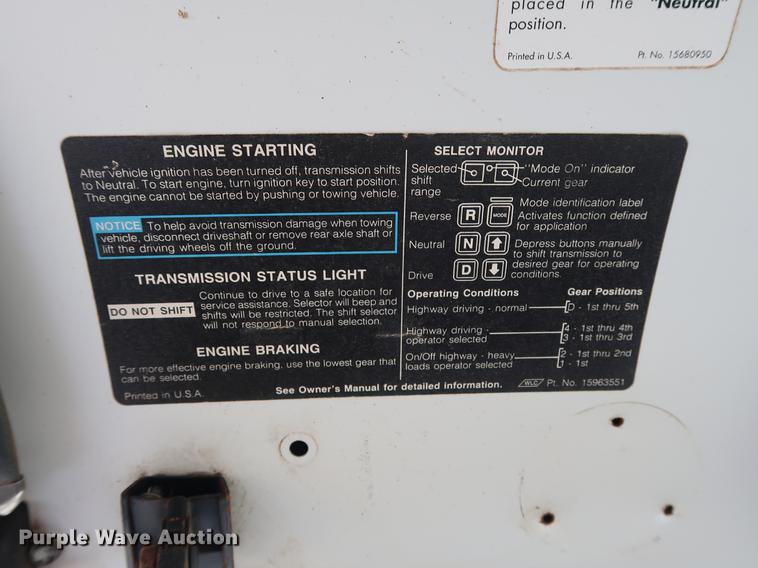 placed in the "Neutral"
position.
Printed in U.S.A. Pt. No. 15680950
ENGINE STARTING
After vehicle ignition has been turned off, transmission shifts
to Neutral. To start engine, turn ignition key to start position.
The engine cannot be started by pushing or towing vehicle.
NOTICE To help avoid transmission damage when towing
vehicle, disconnect driveshaft or remove rear axle shaft or
lift the driving wheels off the ground.
TRANSMISSION STATUS LIGHT
DO NOT SHIFT
Continue to drive to a safe location for
service assistance. Selector will beep and
shifts will be restricted. The shift selector
will not respond to manual selection.
ENGINE BRAKING
For more effective engine braking, use the lowest gear that
can be selected.
Printed in U.S.A.
See Owner's Manual for detailed information.
SELECT MONITOR
Selected
shift
range
"Mode On" indicator
Current gear
Mode identification label
Reverse R MODE Activates function defined
for application
Neutral N Depress buttons manually
to shift transmission to
desired gear for operating
Drive D conditions.
Operating Conditions Gear Positions
Highway driving - normal D - 1st thru 5th
Highway driving - 4 - 1st thru 4th
operator selected 3 - 1st thru 3rd
On/Off highway - heavy 2 - 1st thru 2nd
loads operator selected 1 - 1st
WLC Pt. No. 15963551
Purple Wave Auction